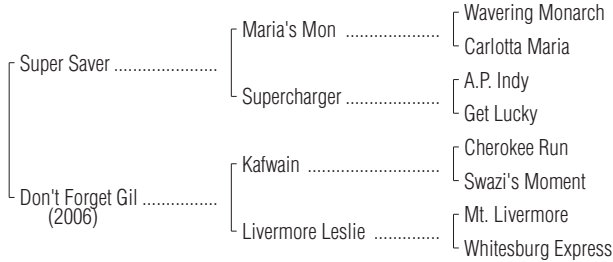 Wavering Monarch
Maria's Mon ....................
Carlotta Maria
Super Saver ......................
A.P. Indy
Supercharger ....................
Get Lucky
Cherokee Run
Kafwain ............................
Swazi's Moment
Don't Forget Gil ................
(2006)
Mt. Livermore
Livermore Leslie ..............
Whitesburg Express